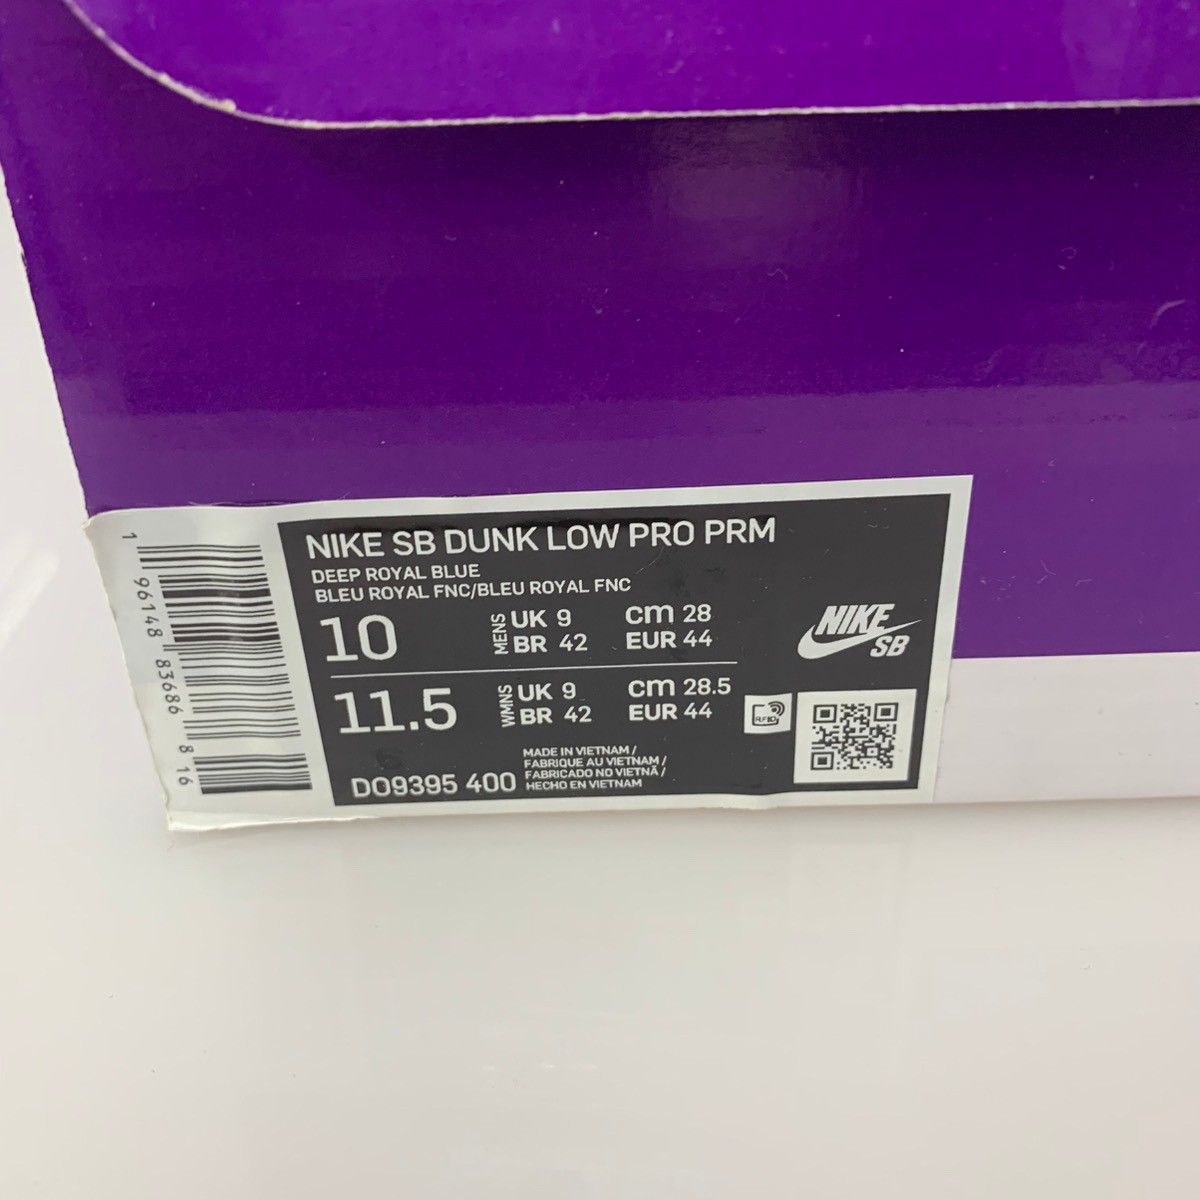 NIKE SB DUNK LOW PRO PRM
DEEP ROYAL BLUE
BLEU ROYAL FNC/BLEU ROYAL FNC
10 MENS UK 9 cm 28
BR 42 EUR 44
11.5 WMNS UK 9 cm 28.5
BR 42 EUR 44
NIKE
SB
RFID
MADE IN VIETNAM /
FABRIQUE AU VIETNAM /
FABRICADO NO VIETNÃ /
HECHO EN VIETNAM
DO9395 400
1 96148 83686 8 16